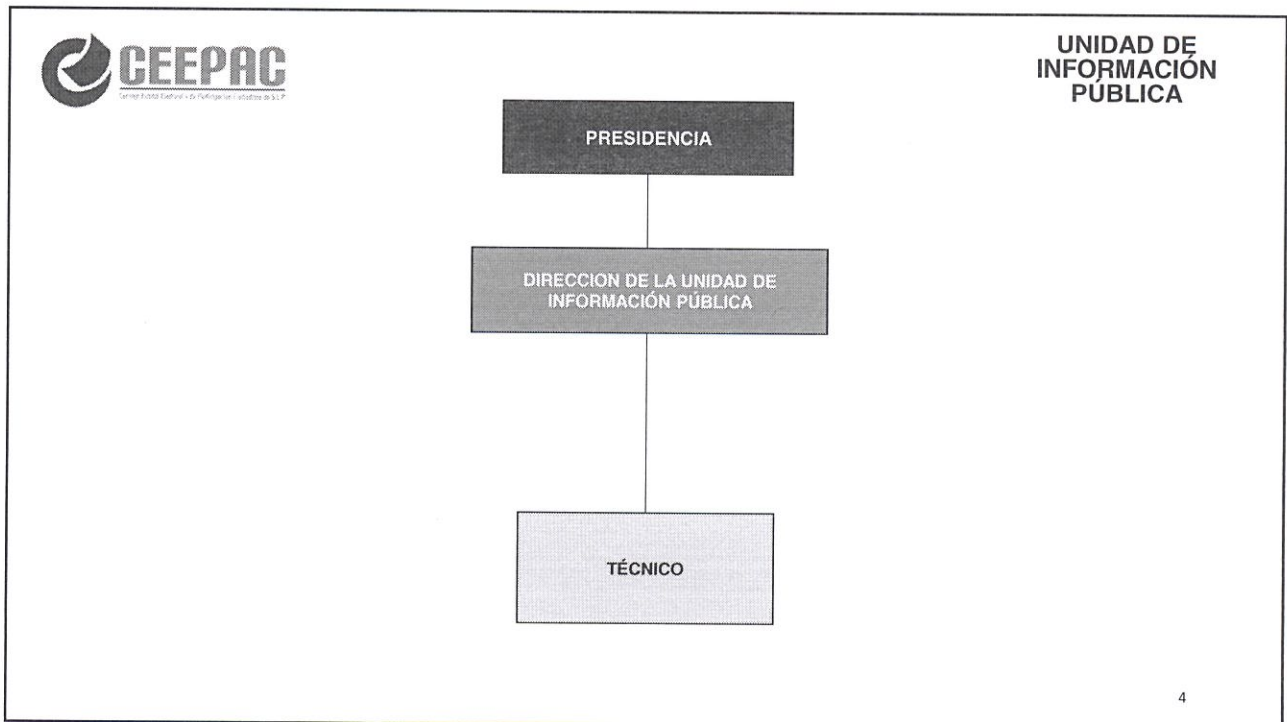 CEEPAC
UNIDAD DE
INFORMACIÓN
PÚBLICA
PRESIDENCIA
DIRECCION DE LA UNIDAD DE
INFORMACIÓN PÚBLICA
TÉCNICO
4